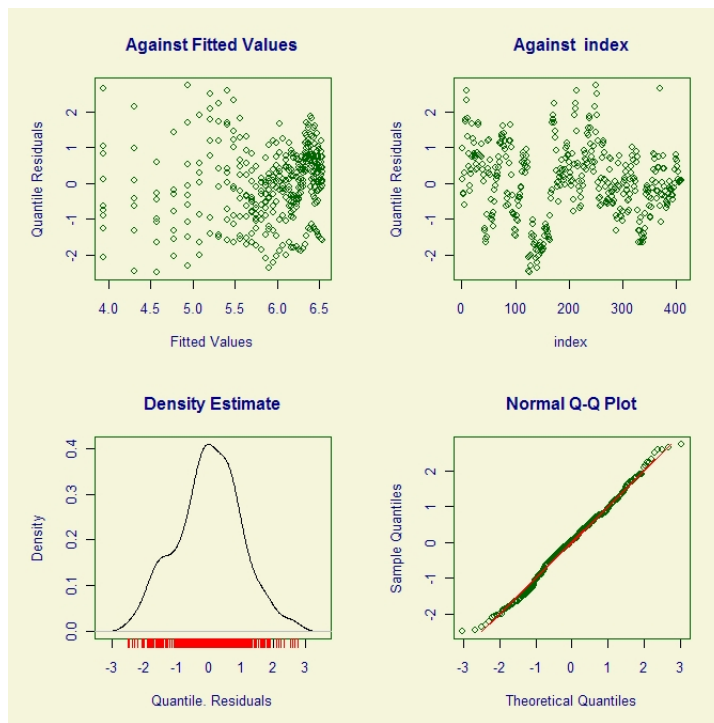 Against Fitted Values
Quantile Residuals
-2 -1 0 1 2
4.0 4.5 5.0 5.5 6.0 6.5
Fitted Values
Against index
Quantile Residuals
-2 -1 0 1 2
0 100 200 300 400
index
Density Estimate
Density
0.0 0.1 0.2 0.3 0.4
-3 -2 -1 0 1 2 3
Quantile. Residuals
Normal Q-Q Plot
Sample Quantiles
-2 -1 0 1 2
-3 -2 -1 0 1 2 3
Theoretical Quantiles